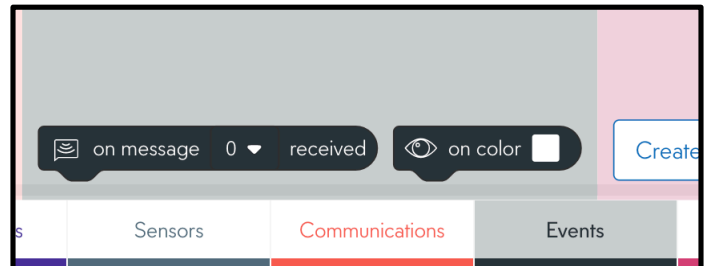 on message 0 received
on color
Create
s
Sensors
Communications
Events